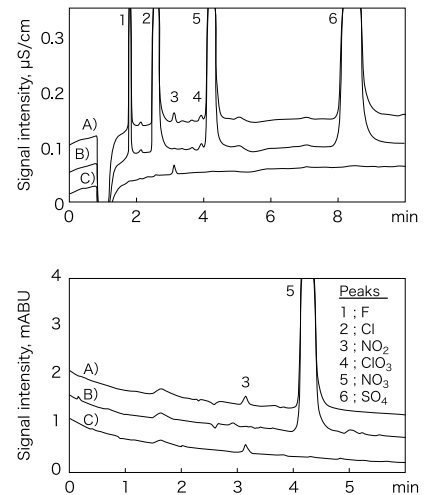 Signal intensity, µS/cm
0.3
0.2
0.1
0
1
2
5
6
3
4
A)
B)
C)
0 2 4 6 8 min
Signal intensity, mABU
4
3
2
1
0
5
3
A)
B)
C)
Peaks
1 ; F
2 ; Cl
3 ; NO₂
4 ; ClO₃
5 ; NO₃
6 ; SO₄
0 1 2 3 4 5 min